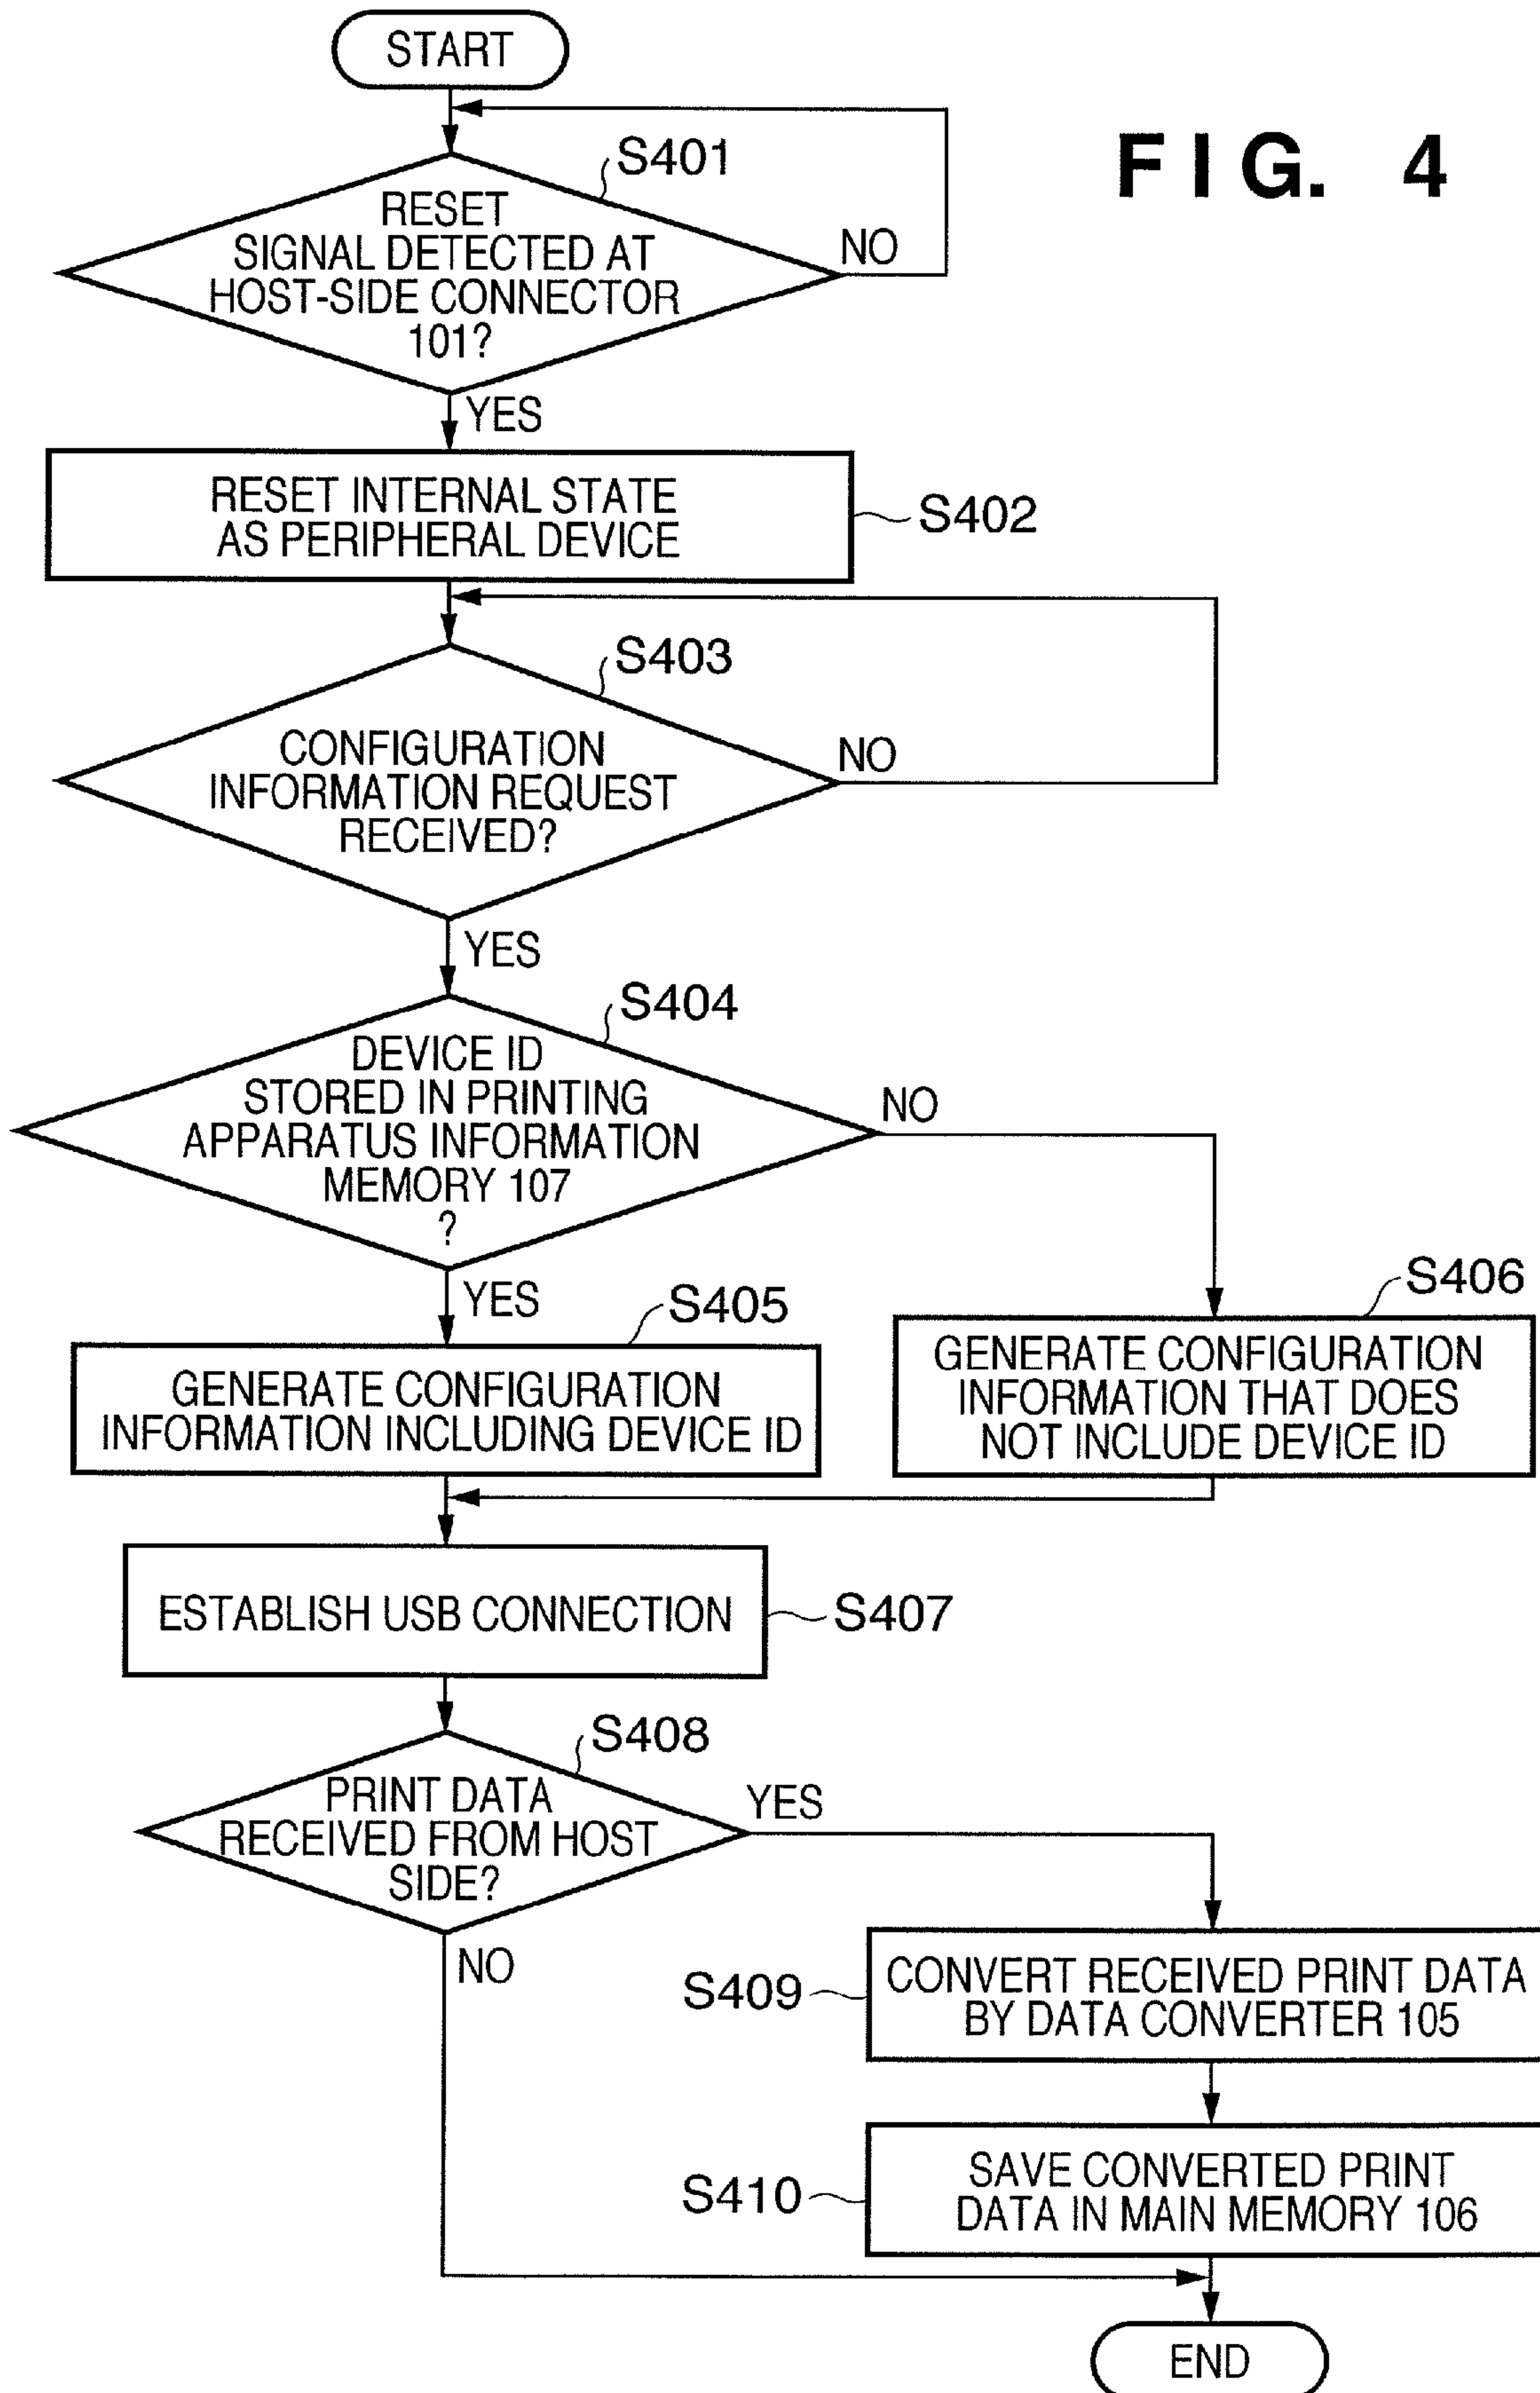 START
FIG. 4
S401
RESET
SIGNAL DETECTED AT
HOST-SIDE CONNECTOR
101?
NO
YES
RESET INTERNAL STATE
AS PERIPHERAL DEVICE
S402
S403
CONFIGURATION
INFORMATION REQUEST
RECEIVED?
NO
YES
S404
DEVICE ID
STORED IN PRINTING
APPARATUS INFORMATION
MEMORY 107
?
NO
YES
S405
GENERATE CONFIGURATION
INFORMATION INCLUDING DEVICE ID
S406
GENERATE CONFIGURATION
INFORMATION THAT DOES
NOT INCLUDE DEVICE ID
ESTABLISH USB CONNECTION
S407
S408
PRINT DATA
RECEIVED FROM HOST
SIDE?
YES
NO
S409
CONVERT RECEIVED PRINT DATA
BY DATA CONVERTER 105
S410
SAVE CONVERTED PRINT
DATA IN MAIN MEMORY 106
END